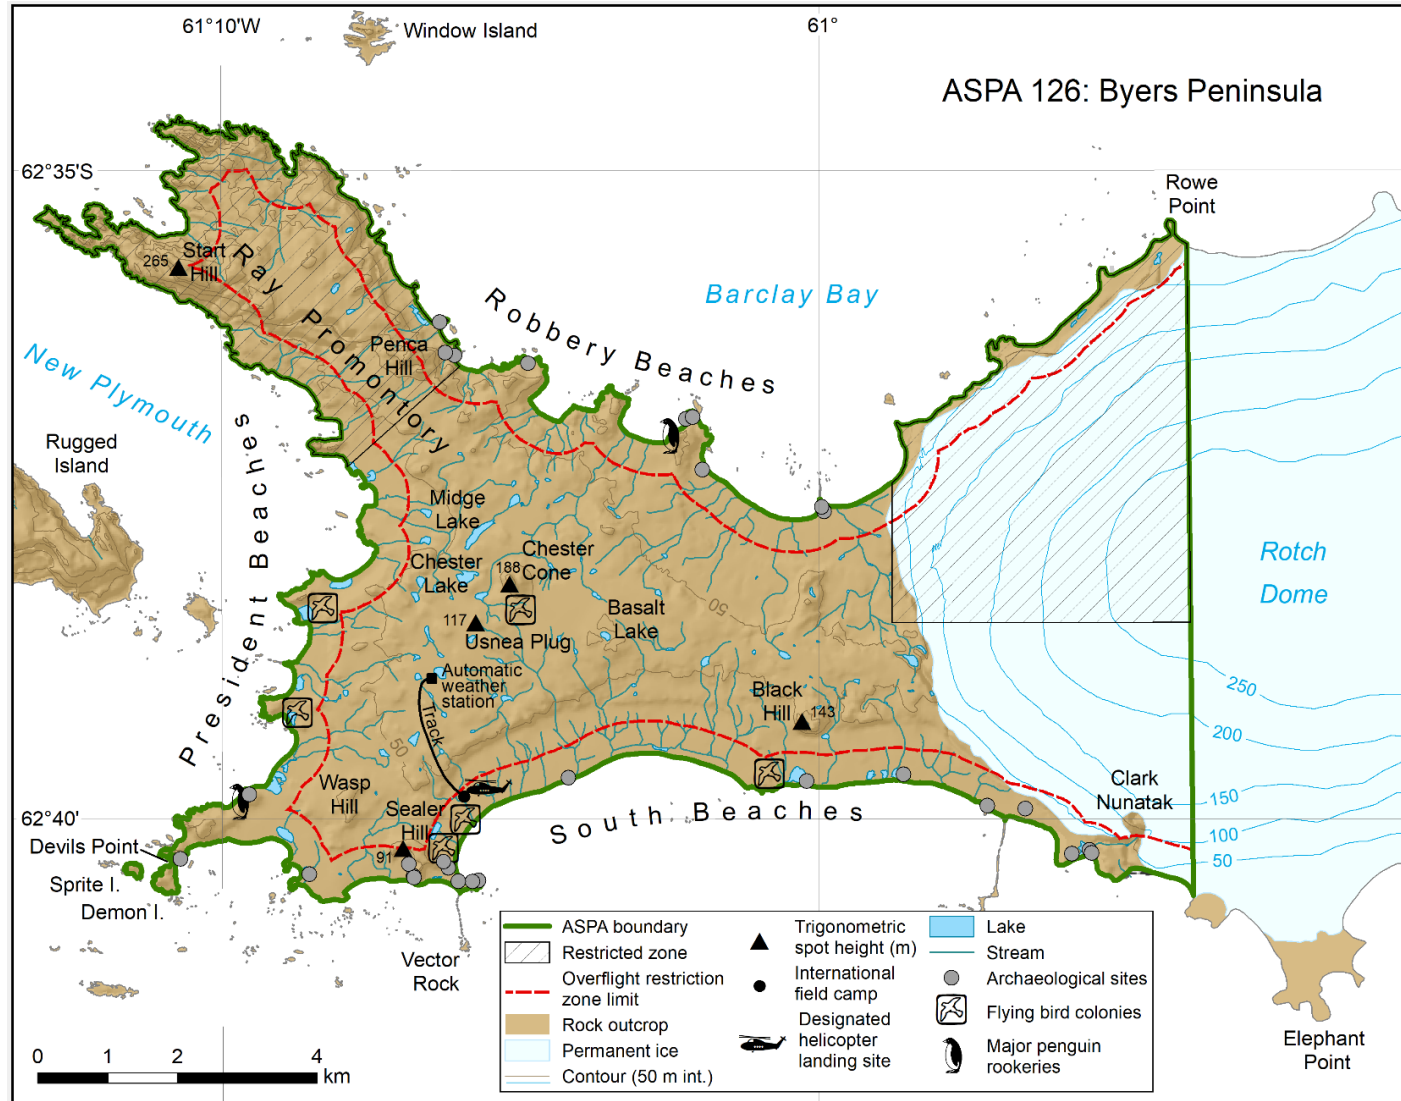 61°10'W
Window Island
61°
ASPA 126: Byers Peninsula
62°35'S
Rowe
Point
265
Start
Hill
Ray Promontory
Penca
Hill
Robbery Beaches
Barclay Bay
New Plymouth
Rugged
Island
President Beaches
Midge
Lake
Chester
Lake
188
Chester
Cone
117
Usnea Plug
Basalt
Lake
50
Rotch
Dome
Automatic
weather
station
Track
Black
Hill
143
250
200
150
100
50
50
Wasp
Hill
Sealer
Hill
91
South Beaches
Clark
Nunatak
62°40'
Devils Point
Sprite I.
Demon I.
Vector
Rock
Elephant
Point
ASPA boundary
Restricted zone
Overflight restriction
zone limit
Rock outcrop
Permanent ice
Contour (50 m int.)
Trigonometric
spot height (m)
International
field camp
Designated
helicopter
landing site
Lake
Stream
Archaeological sites
Flying bird colonies
Major penguin
rookeries
0 1 2 4
km